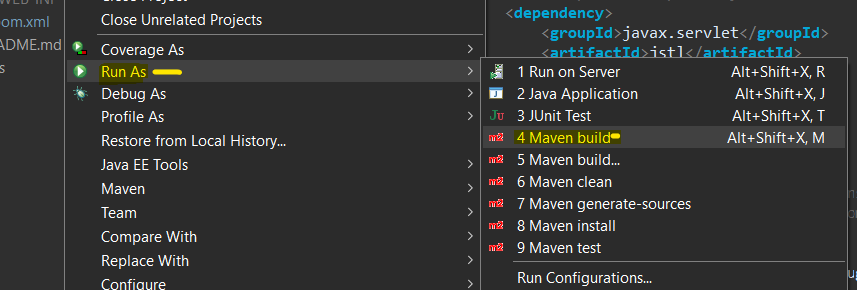 Close Project
Close Unrelated Projects
Coverage As
Run As
Debug As
Profile As
Restore from Local History...
Java EE Tools
Maven
Team
Compare With
Replace With
Configure
oom.xml
ADME.md
s
<dependency>
<groupId>javax.servlet</groupId>
<artifactId>jstl</artifactId>
1 Run on Server Alt+Shift+X, R
2 Java Application Alt+Shift+X, J
3 JUnit Test Alt+Shift+X, T
4 Maven build Alt+Shift+X, M
5 Maven build...
6 Maven clean
7 Maven generate-sources
8 Maven install
9 Maven test
Run Configurations...